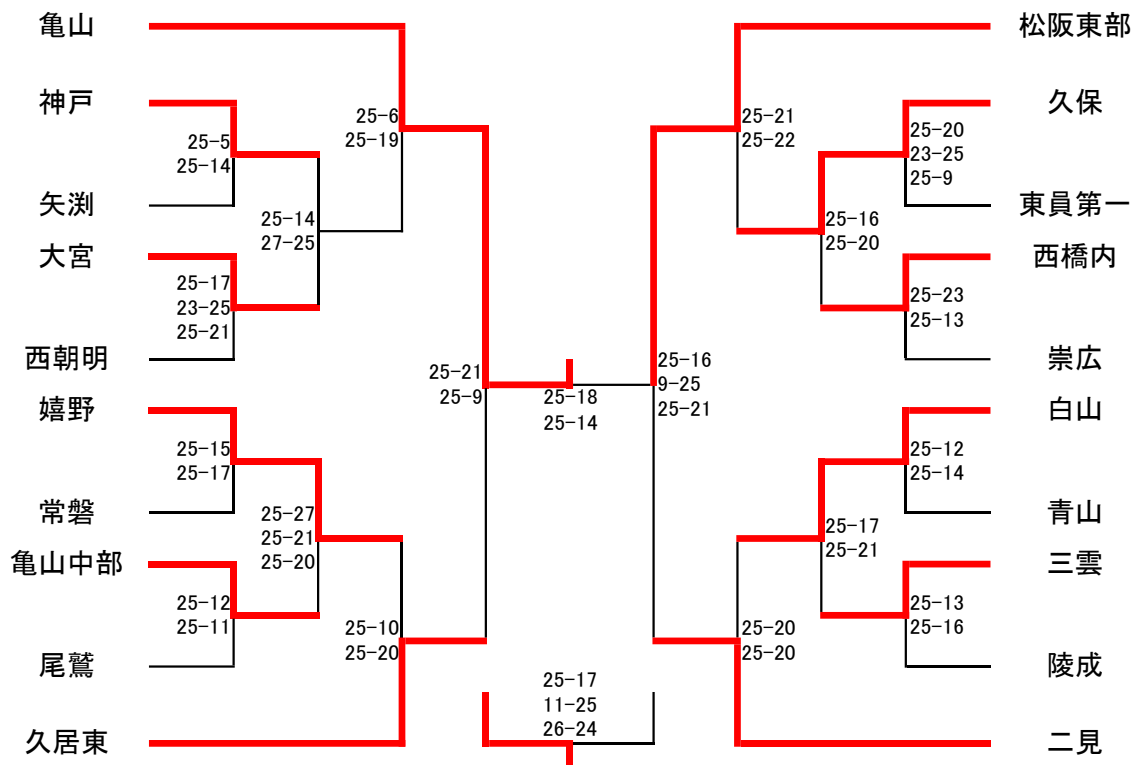 亀山
神戸
25-5
25-14
矢渕
大宮
25-17
23-25
25-21
西朝明
25-14
27-25
25-6
25-19
嬉野
25-15
25-17
常磐
亀山中部
25-12
25-11
尾鷲
25-27
25-21
25-20
久居東
25-10
25-20
25-21
25-9
25-18
25-14
25-17
11-25
26-24
25-16
9-25
25-21
松阪東部
25-21
25-22
久保
25-20
23-25
25-9
東員第一
25-16
25-20
西橋内
25-23
25-13
崇広
白山
25-12
25-14
青山
25-17
25-21
三雲
25-13
25-16
陵成
25-20
25-20
二見